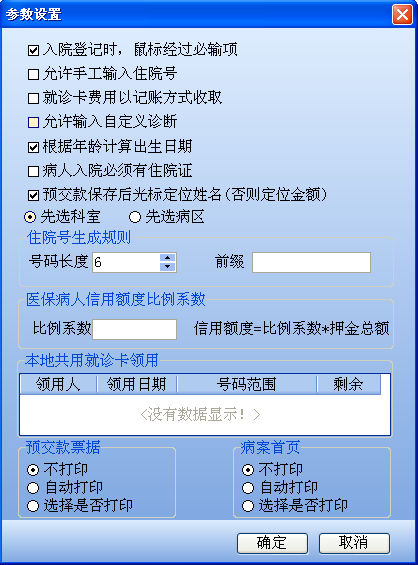 参数设置
入院登记时，鼠标经过必输项
允许手工输入住院号
就诊卡费用以记账方式收取
允许输入自定义诊断
根据年龄计算出生日期
病人入院必须有住院证
预交款保存后光标定位姓名(否则定位金额)
先选科室 先选病区
住院号生成规则
号码长度 6 前缀
医保病人信用额度比例系数
比例系数 信用额度=比例系数*押金总额
本地共用就诊卡领用
领用人 领用日期 号码范围 剩余
<没有数据显示！>
预交款票据 病案首页
不打印 不打印
自动打印 自动打印
选择是否打印 选择是否打印
确定 取消